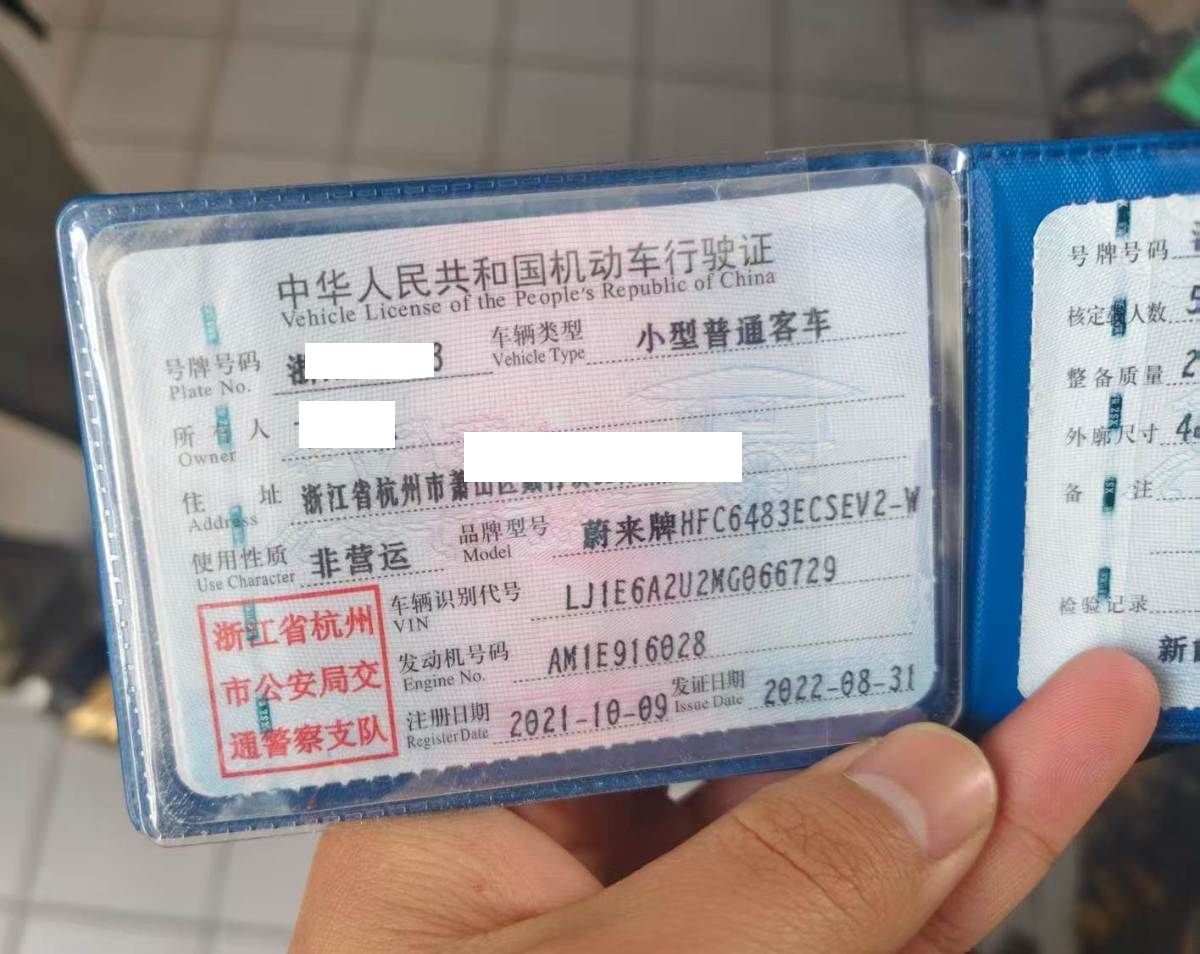 中华人民共和国机动车行驶证
Vehicle License of the People's Republic of China
号牌号码 浙 8 车辆类型 小型普通客车
Plate No. Vehicle Type
所有人
Owner
住址 浙江省杭州市萧山区
Address
使用性质 非营运 品牌型号 蔚来牌HFC6483ECSEV2-W
Use Character Model
浙江省杭州
市公安局交
通警察支队
车辆识别代号 LJ1E6A2U2MG066729
VIN
发动机号码 AM1E916028
Engine No.
注册日期 2021-10-09 发证日期 2022-08-31
Register Date Issue Date
号牌号码
核定载人数 5
整备质量 2
外廓尺寸 4
备注
检验记录
新